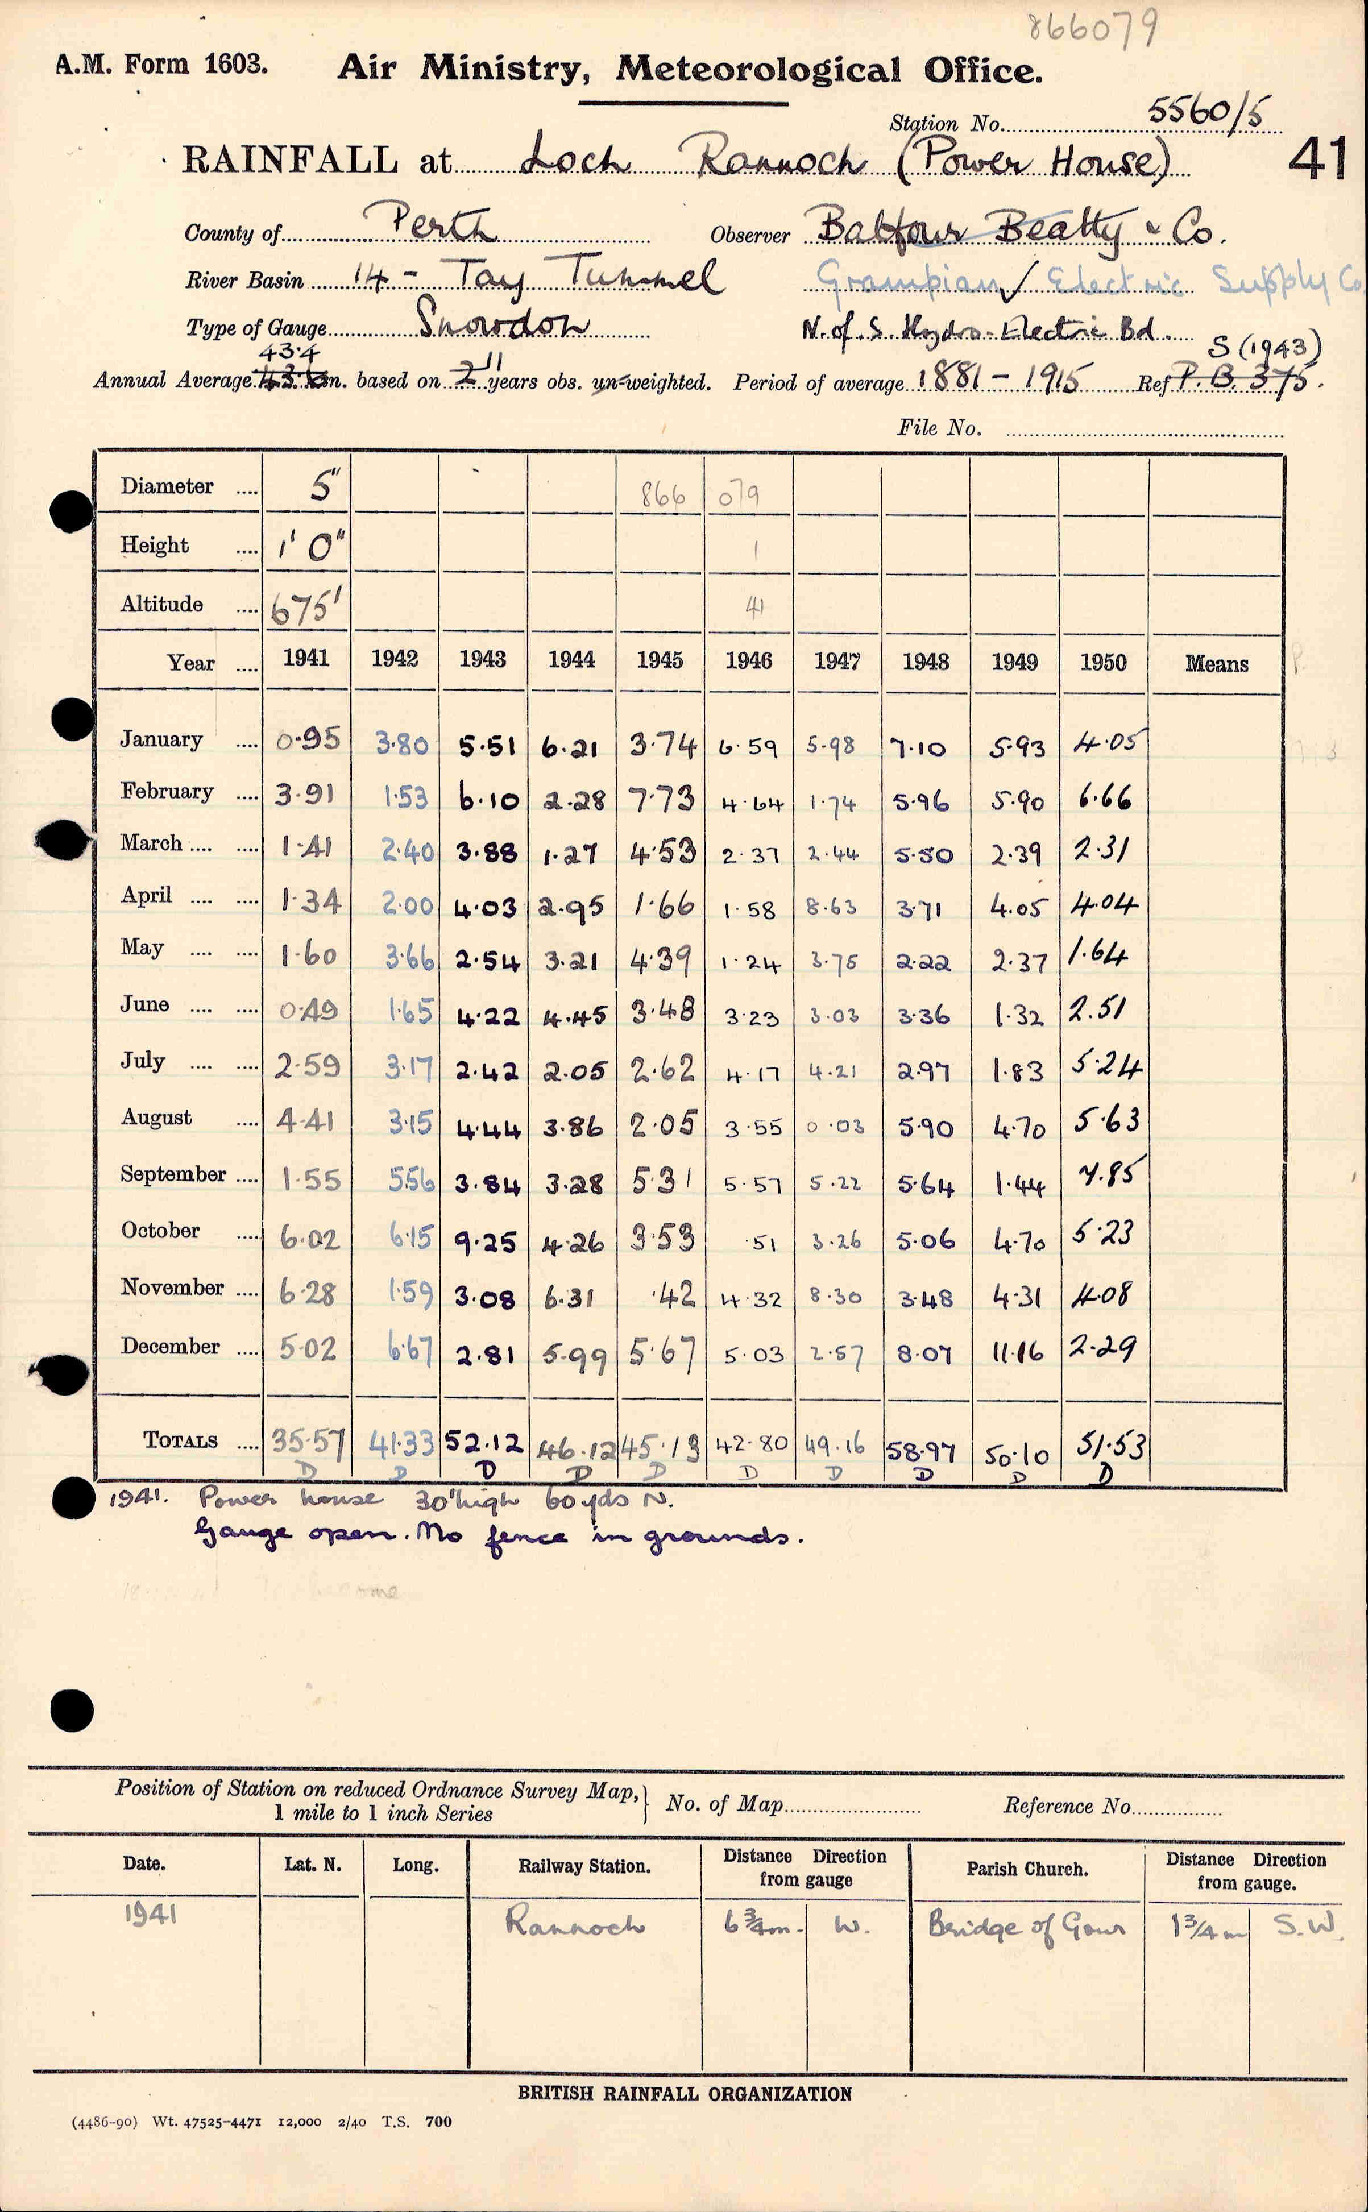 866079
A.M. Form 1603. Air Ministry, Meteorological Office.
Station No. 5560/5
RAINFALL at Loch Rannoch (Power House) 41
County of Perth Observer Balfour Beatty & Co.
River Basin 14 - Tay Tummel Grampian ✓ Electric Supply Co
Type of Gauge Snowdon N. of S. Hydro-Electric Bd.
43.4 11 S (1943)
Annual Average in. based on 2 years obs. un-weighted. Period of average 1881 - 1915 Ref P.B. 375.
File No.
Diameter .... 5" 866 079
Height .... 1' 0" 1
Altitude .... 675' 41
Year .... 1941 1942 1943 1944 1945 1946 1947 1948 1949 1950 Means
January .... 0.95 3.80 5.51 6.21 3.74 6.59 5.98 7.10 5.93 4.05
February .... 3.91 1.53 6.10 2.28 7.73 4.64 1.74 5.96 5.90 6.66
March .... .... 1.41 2.40 3.88 1.27 4.53 2.37 2.44 5.50 2.39 2.31
April .... .... 1.34 2.00 4.03 2.95 1.66 1.58 8.63 3.71 4.05 4.04
May .... .... 1.60 3.66 2.54 3.21 4.39 1.24 3.75 2.22 2.37 1.64
June .... .... 0.49 1.65 4.22 4.45 3.48 3.23 3.03 3.36 1.32 2.51
July .... .... 2.59 3.17 2.42 2.05 2.62 4.17 4.21 2.97 1.83 5.24
August .... 4.41 3.15 4.44 3.86 2.05 3.55 0.03 5.90 4.70 5.63
September .... 1.55 5.56 3.84 3.28 5.31 5.57 5.22 5.64 1.44 7.85
October .... 6.02 6.15 9.25 4.26 3.53 .51 3.26 5.06 4.70 5.23
November .... 6.28 1.59 3.08 6.31 .42 4.32 8.30 3.48 4.31 4.08
December .... 5.02 6.67 2.81 5.99 5.67 5.03 2.57 8.07 11.16 2.29
TOTALS .... 35.57 41.33 52.12 46.12 45.13 42.80 49.16 58.97 50.10 51.53
D D D D D D D D D D
1941. Power house 30' high 60 yds N.
Gauge open. No fence in grounds.
Position of Station on reduced Ordnance Survey Map, } No. of Map Reference No.
1 mile to 1 inch Series
Date. Lat. N. Long. Railway Station. Distance Direction from gauge Parish Church. Distance Direction from gauge.
1941 Rannoch 6 3/4 m. W. Bridge of Gaur 1 3/4 m S.W.
BRITISH RAINFALL ORGANIZATION
(4486-90) Wt. 47525-4471 12,000 2/40 T.S. 700